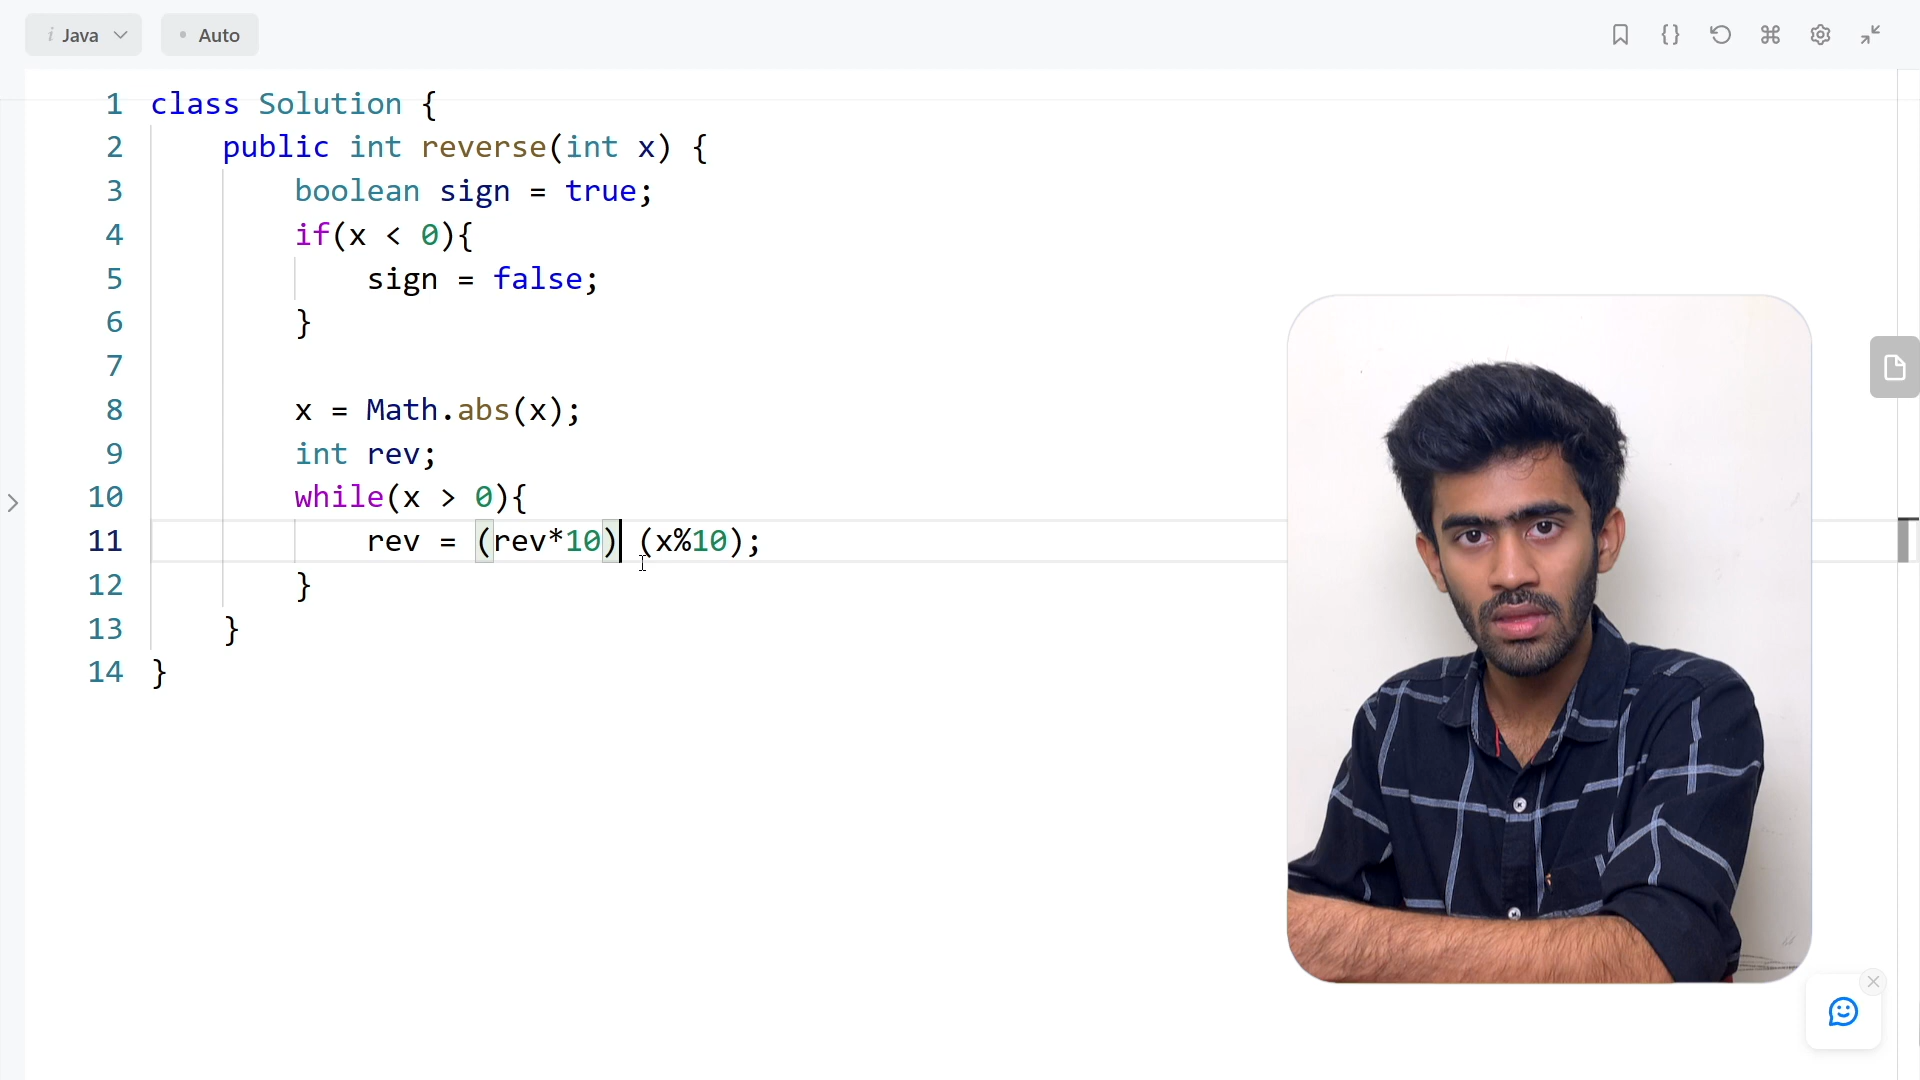 i Java
Auto
1 class Solution {
2 public int reverse(int x) {
3 boolean sign = true;
4 if(x < 0){
5 sign = false;
6 }
7
8 x = Math.abs(x);
9 int rev;
10 while(x > 0){
11 rev = (rev*10) (x%10);
12 }
13 }
14 }